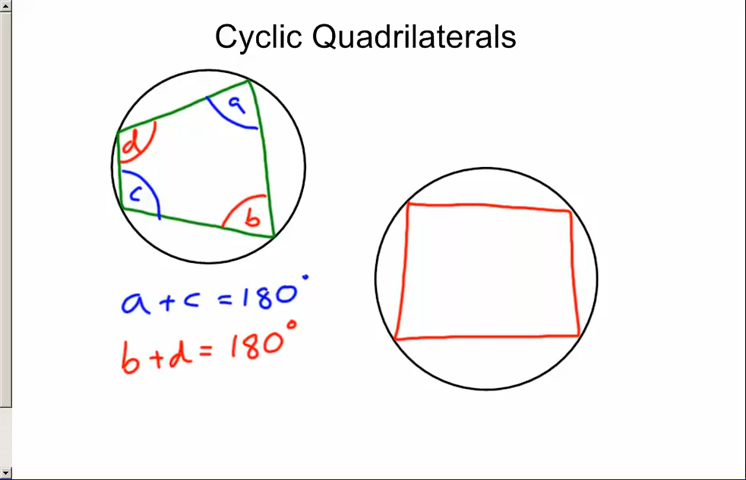 Cyclic Quadrilaterals
a
d
c
b
a + c = 180°
b + d = 180°